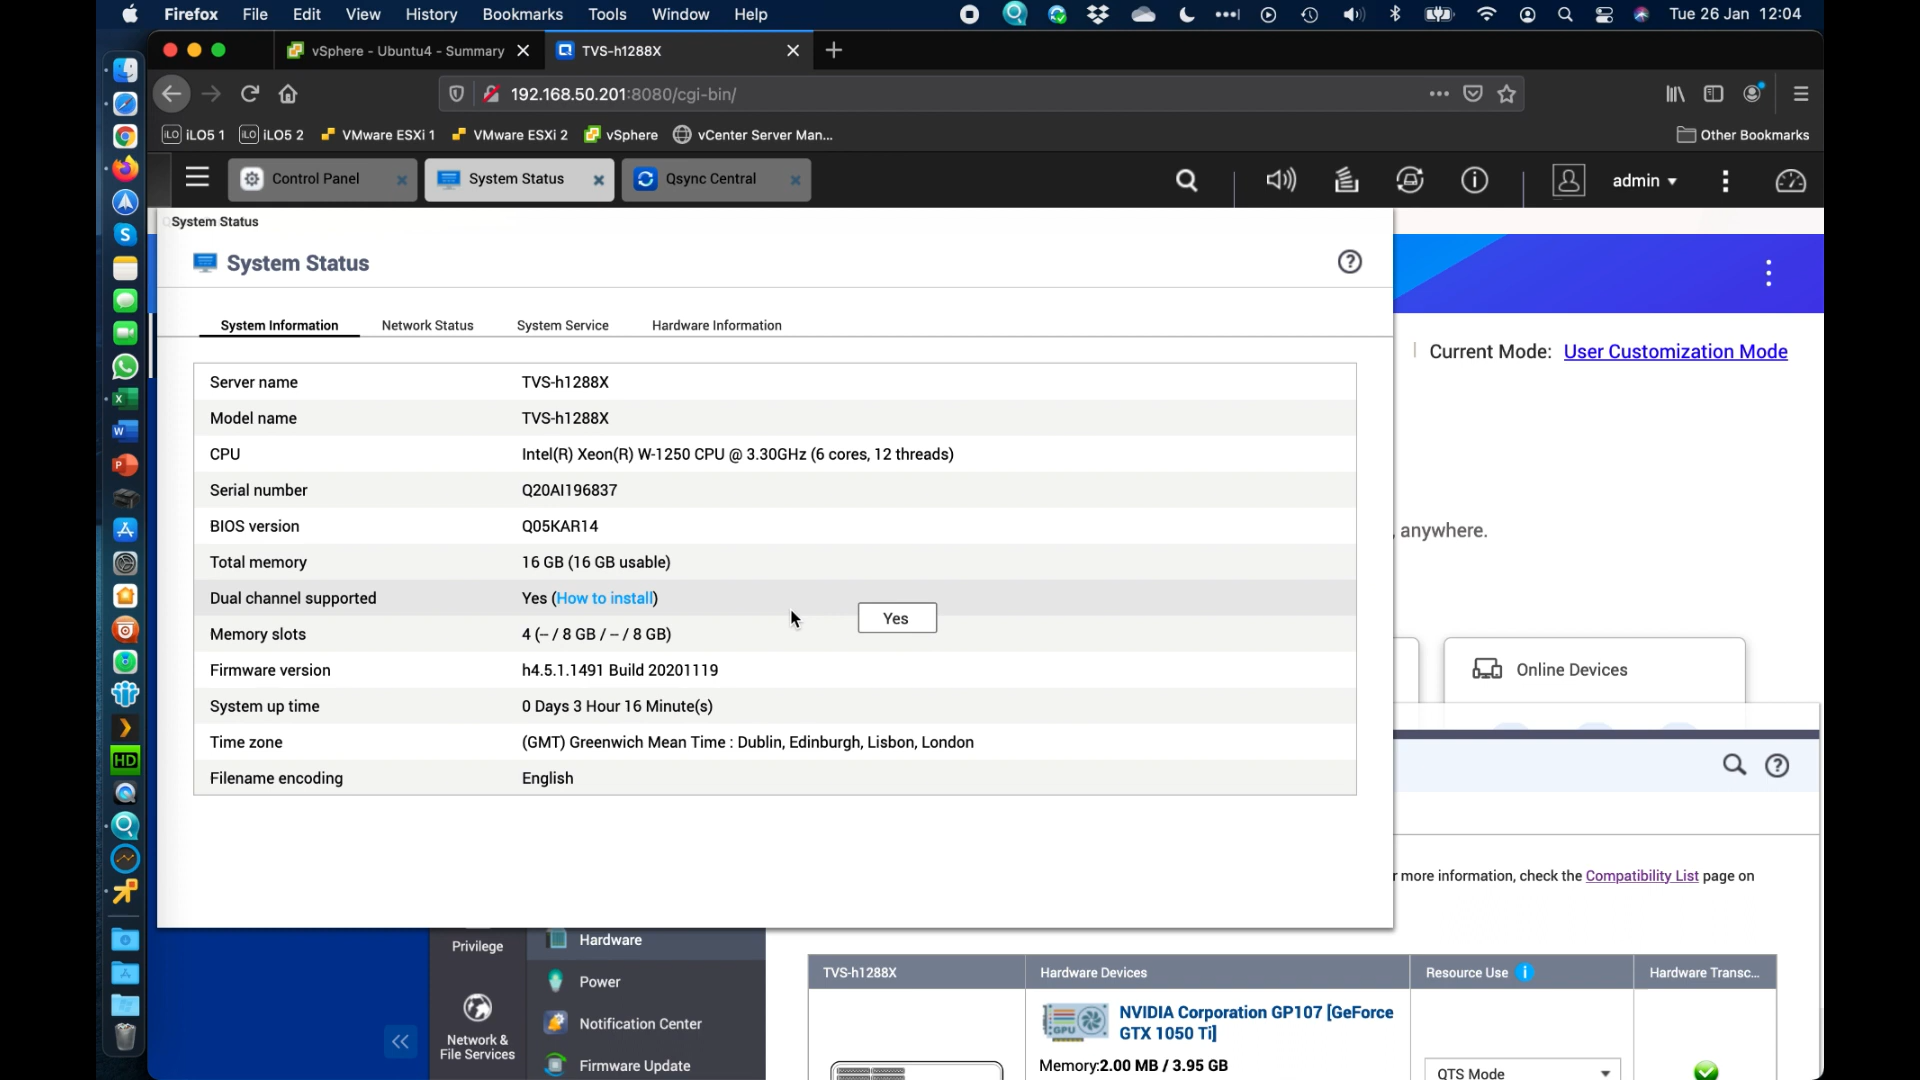 Firefox File Edit View History Bookmarks Tools Window Help Tue 26 Jan 12:04
vSphere - Ubuntu4 - Summary TVS-h1288X
192.168.50.201:8080/cgi-bin/
iLO iLO5 1 iLO iLO5 2 VMware ESXi 1 VMware ESXi 2 vSphere vCenter Server Man... Other Bookmarks
Control Panel System Status Qsync Central admin
System Status
System Status
System Information Network Status System Service Hardware Information
Current Mode: User Customization Mode
Server name TVS-h1288X
Model name TVS-h1288X
CPU Intel(R) Xeon(R) W-1250 CPU @ 3.30GHz (6 cores, 12 threads)
Serial number Q20AI196837
BIOS version Q05KAR14
, anywhere.
Total memory 16 GB (16 GB usable)
Dual channel supported Yes (How to install)
Yes
Memory slots 4 (-- / 8 GB / -- / 8 GB)
Firmware version h4.5.1.1491 Build 20201119
Online Devices
System up time 0 Days 3 Hour 16 Minute(s)
Time zone (GMT) Greenwich Mean Time : Dublin, Edinburgh, Lisbon, London
Filename encoding English
HD
r more information, check the Compatibility List page on
Privilege Hardware
Power
Network &
File Services
Notification Center
Firmware Update
TVS-h1288X Hardware Devices Resource Use Hardware Transc...
GPU
NVIDIA Corporation GP107 [GeForce
GTX 1050 Ti]
Memory:2.00 MB / 3.95 GB
QTS Mode